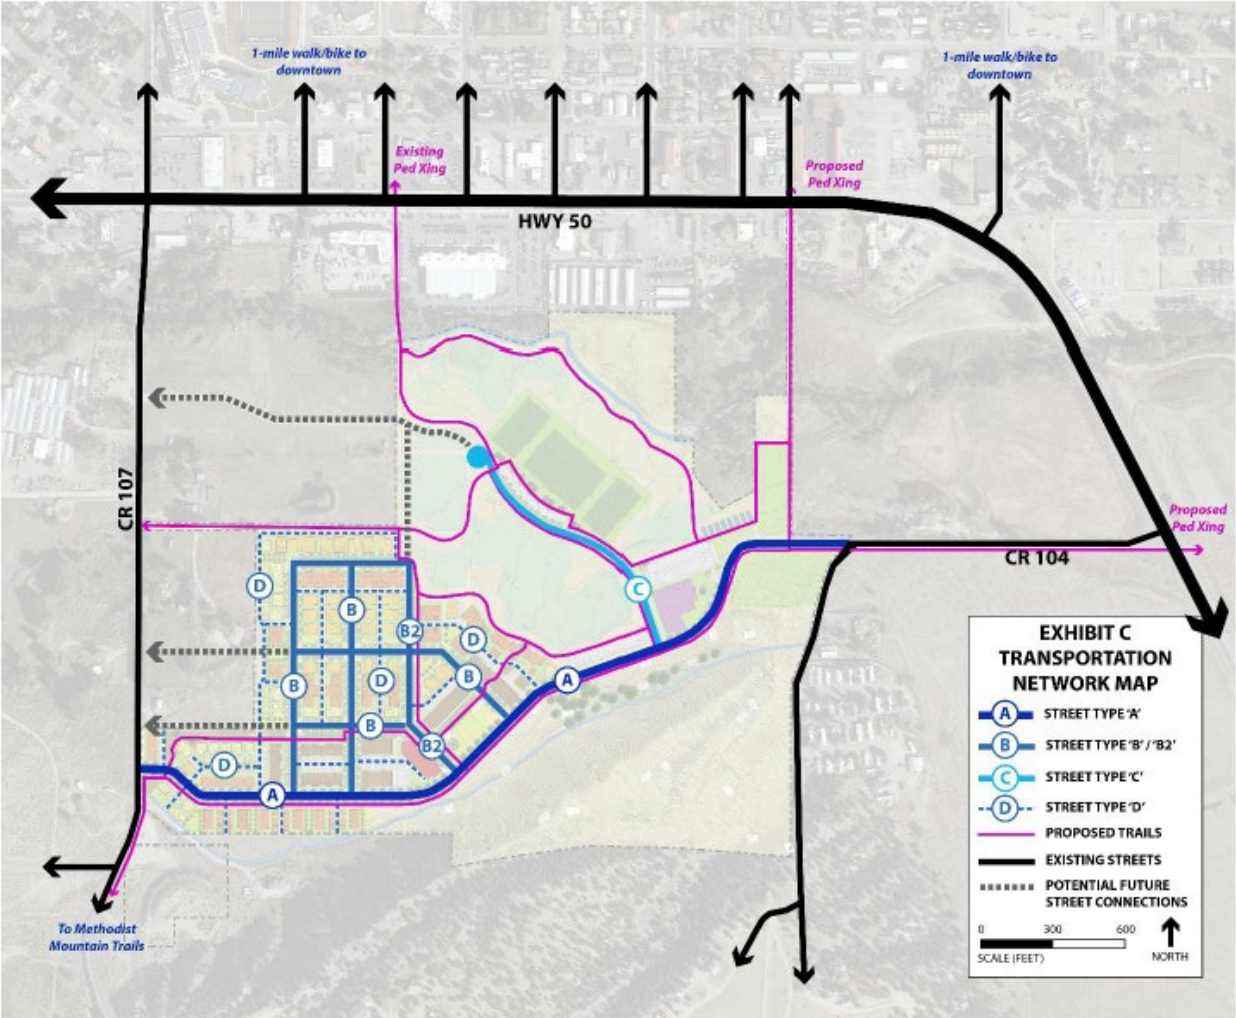 1-mile walk/bike to
downtown
1-mile walk/bike to
downtown
Existing
Ped Xing
Proposed
Ped Xing
HWY 50
CR 107
Proposed
Ped Xing
CR 104
C
D
B
B2
D
B
D
B
A
B
B2
D
A
To Methodist
Mountain Trails
EXHIBIT C
TRANSPORTATION
NETWORK MAP
A STREET TYPE 'A'
B STREET TYPE 'B' / 'B2'
C STREET TYPE 'C'
D STREET TYPE 'D'
PROPOSED TRAILS
EXISTING STREETS
POTENTIAL FUTURE
STREET CONNECTIONS
0 300 600
SCALE (FEET)
NORTH